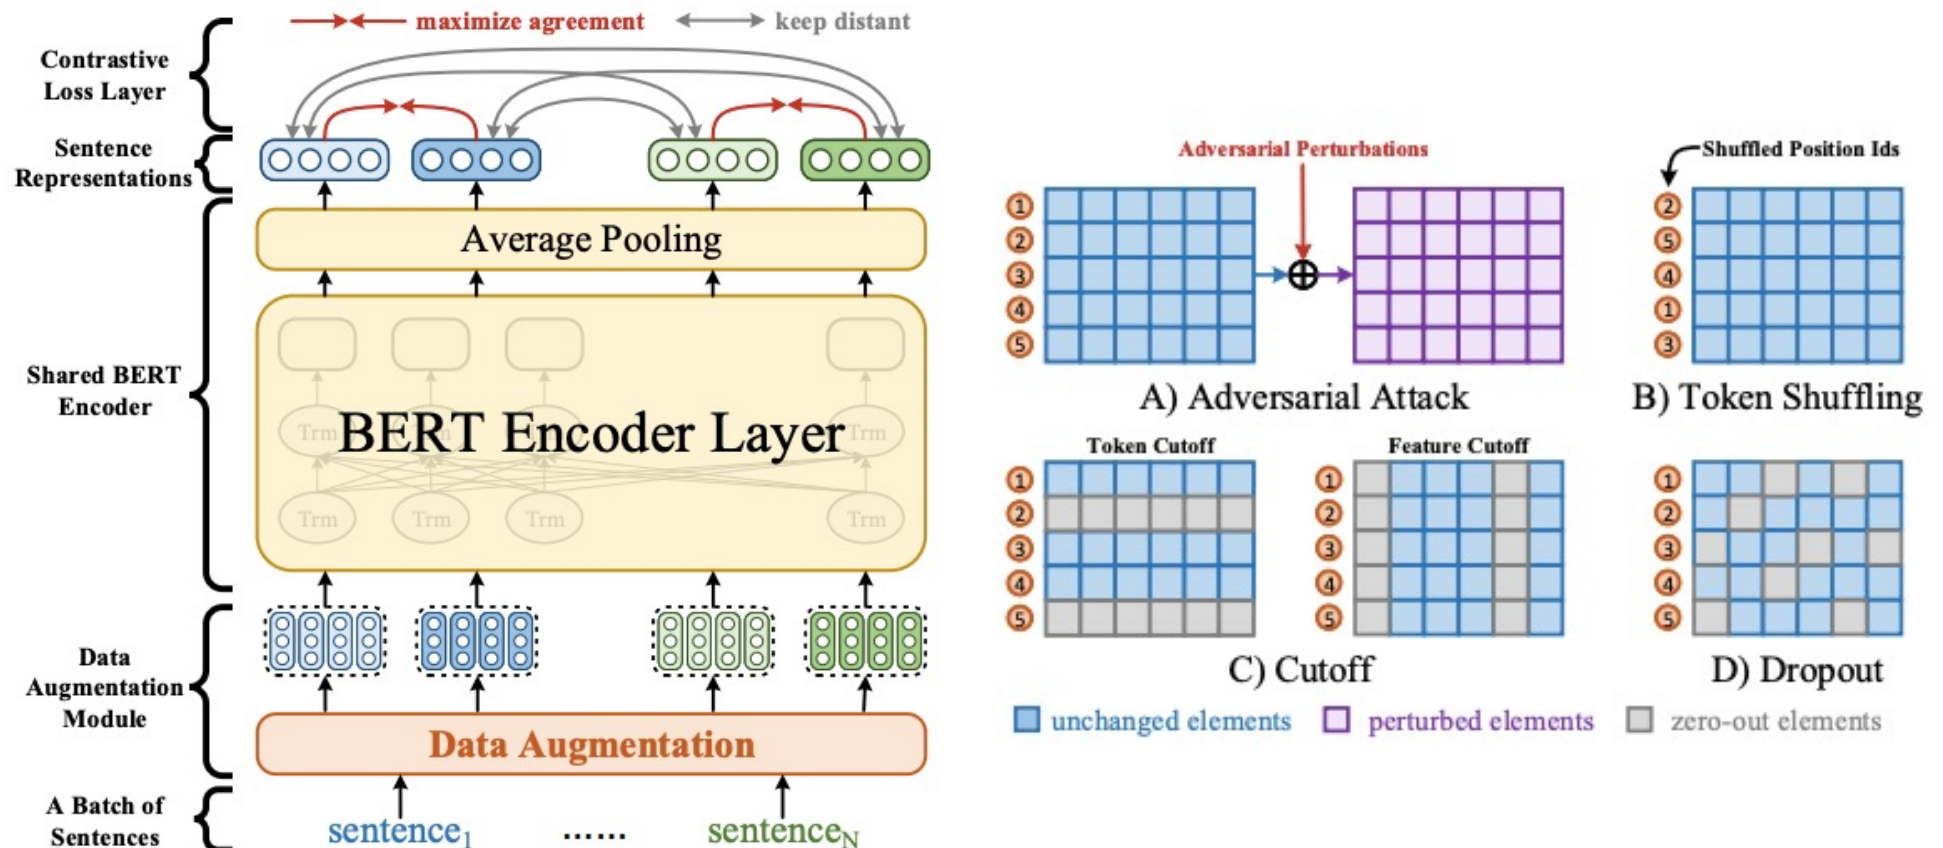 maximize agreement
keep distant
Contrastive
Loss Layer
Sentence
Representations
Average Pooling
Shared BERT
Encoder
Trm Trm Trm Trm
BERT Encoder Layer
Trm Trm Trm Trm
Data
Augmentation
Module
Data Augmentation
A Batch of
Sentences
sentence1 ...... sentenceN
Adversarial Perturbations
1
2
3
4
5
A) Adversarial Attack
Shuffled Position Ids
2
5
4
1
3
B) Token Shuffling
Token Cutoff
1
2
3
4
5
Feature Cutoff
1
2
3
4
5
C) Cutoff
1
2
3
4
5
D) Dropout
unchanged elements
perturbed elements
zero-out elements